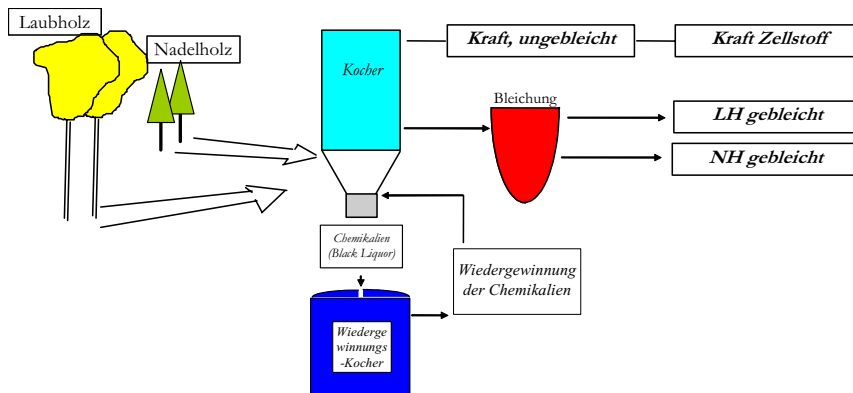 Laubholz
Nadelholz
Kocher
Kraft, ungebleicht
Kraft Zellstoff
Bleichung
LH gebleicht
NH gebleicht
Chemikalien
(Black Liquor)
Wiedergewinnung
der Chemikalien
Wiederge
winnungs
-Kocher